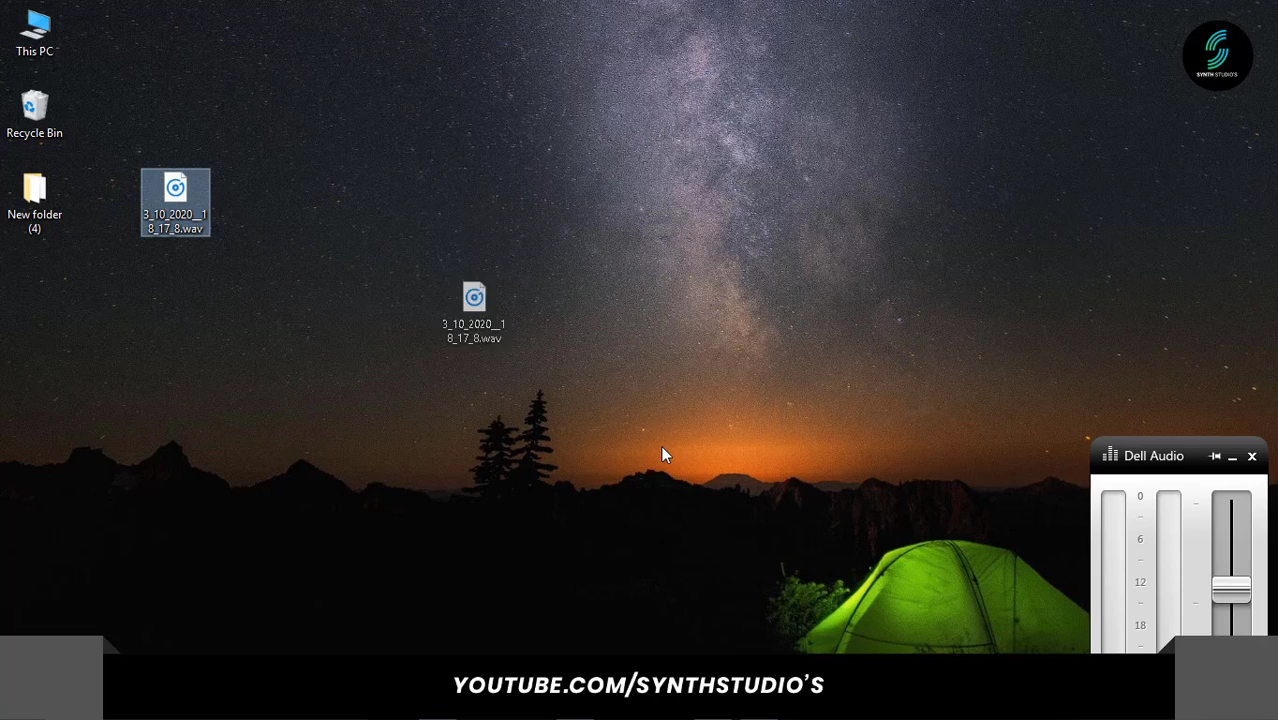 This PC
SYNTH STUDIO'S
Recycle Bin
New folder
(4)
3_10_2020__1
8_17_8.wav
3_10_2020__1
8_17_8.wav
Dell Audio
0
6
12
18
YOUTUBE.COM/SYNTHSTUDIO'S